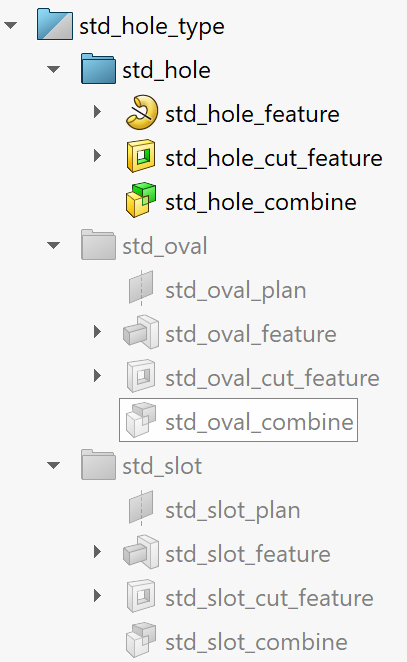 std_hole_type
std_hole
std_hole_feature
std_hole_cut_feature
std_hole_combine
std_oval
std_oval_plan
std_oval_feature
std_oval_cut_feature
std_oval_combine
std_slot
std_slot_plan
std_slot_feature
std_slot_cut_feature
std_slot_combine